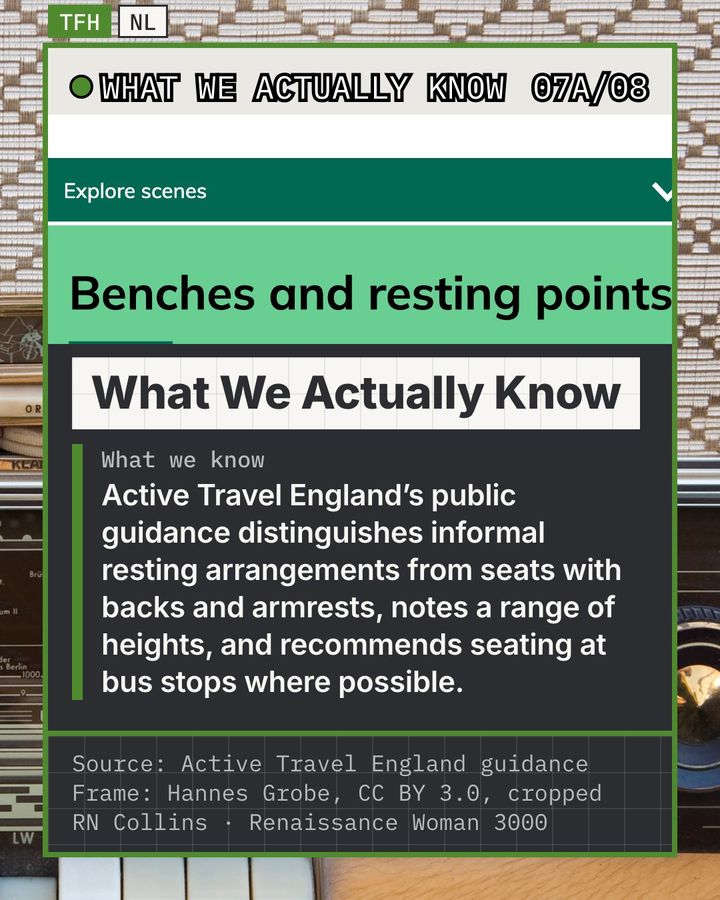 TFH NL
WHAT WE ACTUALLY KNOW 07A/08
Explore scenes
Benches and resting points
What We Actually Know
What we know
Active Travel England’s public
guidance distinguishes informal
resting arrangements from seats with
backs and armrests, notes a range of
heights, and recommends seating at
bus stops where possible.
Source: Active Travel England guidance
Frame: Hannes Grobe, CC BY 3.0, cropped
RN Collins · Renaissance Woman 3000
1000
9
LW